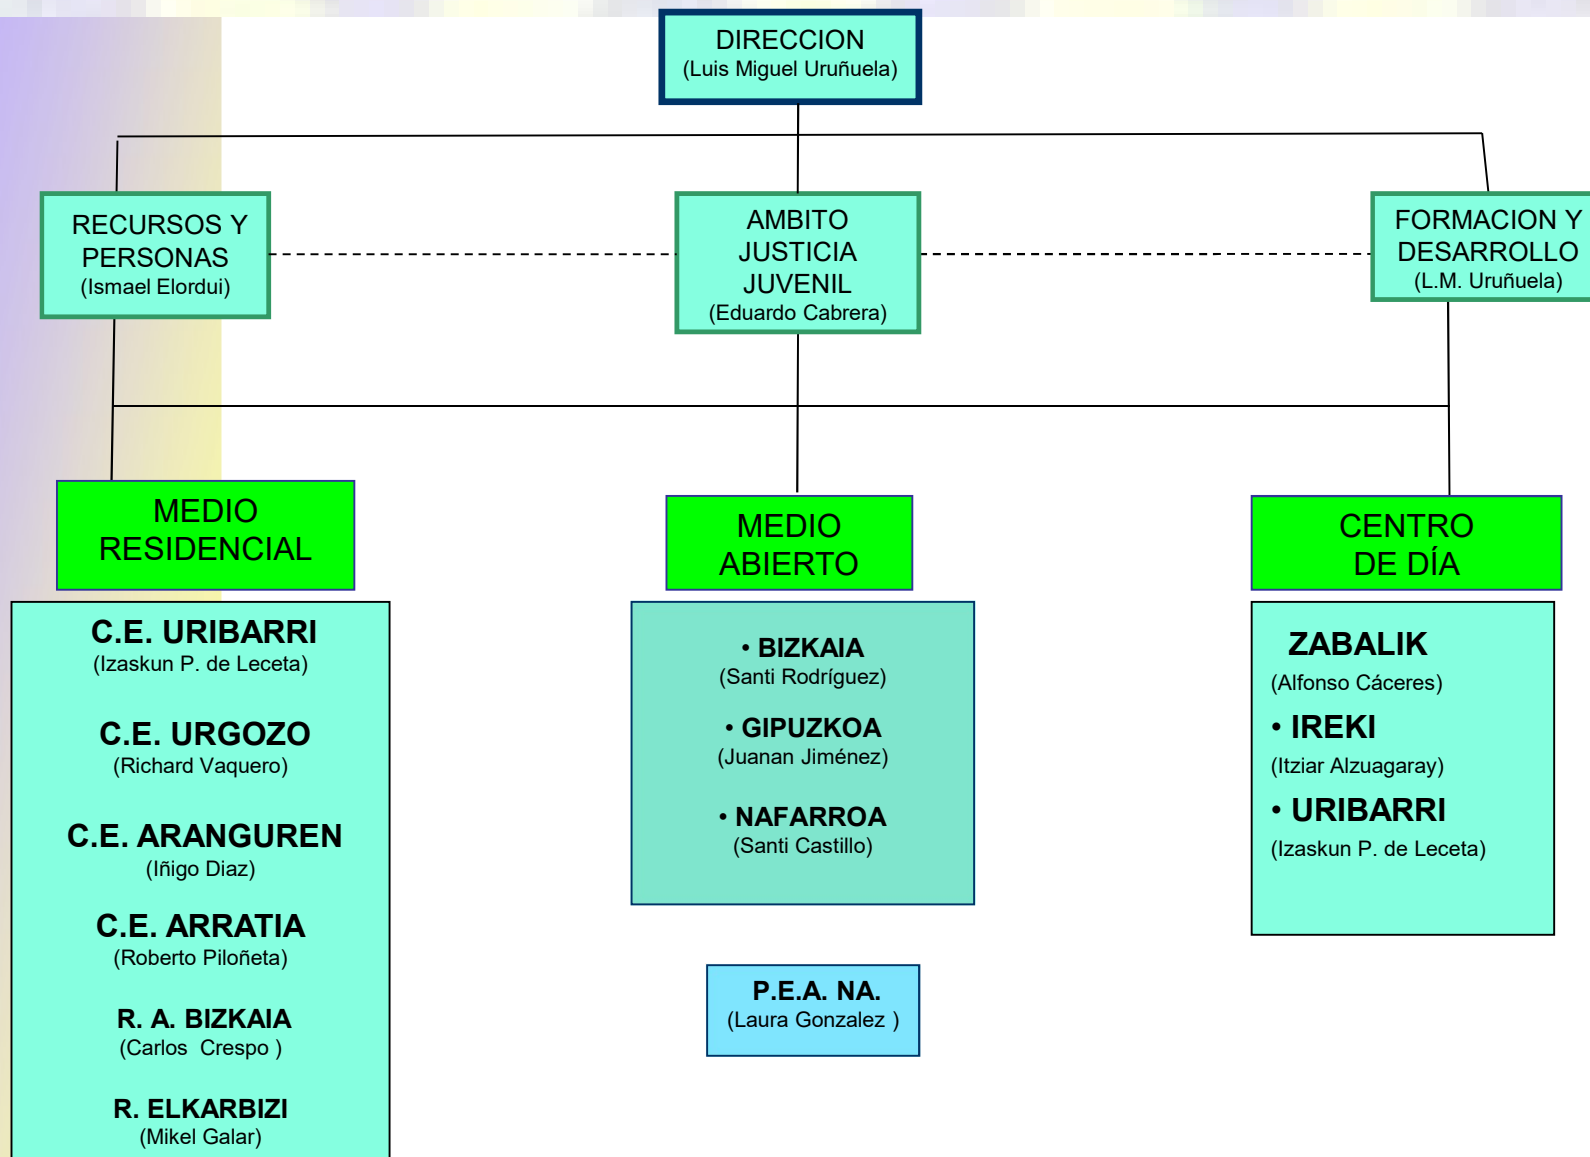 DIRECCION
(Luis Miguel Uruñuela)
RECURSOS Y
PERSONAS
(Ismael Elordui)
AMBITO
JUSTICIA
JUVENIL
(Eduardo Cabrera)
FORMACION Y
DESARROLLO
(L.M. Uruñuela)
MEDIO
RESIDENCIAL
C.E. URIBARRI
(Izaskun P. de Leceta)
C.E. URGOZO
(Richard Vaquero)
C.E. ARANGUREN
(Iñigo Diaz)
C.E. ARRATIA
(Roberto Piloñeta)
R. A. BIZKAIA
(Carlos Crespo )
R. ELKARBIZI
(Mikel Galar)
MEDIO
ABIERTO
• BIZKAIA
(Santi Rodríguez)
• GIPUZKOA
(Juanan Jiménez)
• NAFARROA
(Santi Castillo)
P.E.A. NA.
(Laura Gonzalez )
CENTRO
DE DÍA
ZABALIK
(Alfonso Cáceres)
• IREKI
(Itziar Alzuagaray)
• URIBARRI
(Izaskun P. de Leceta)